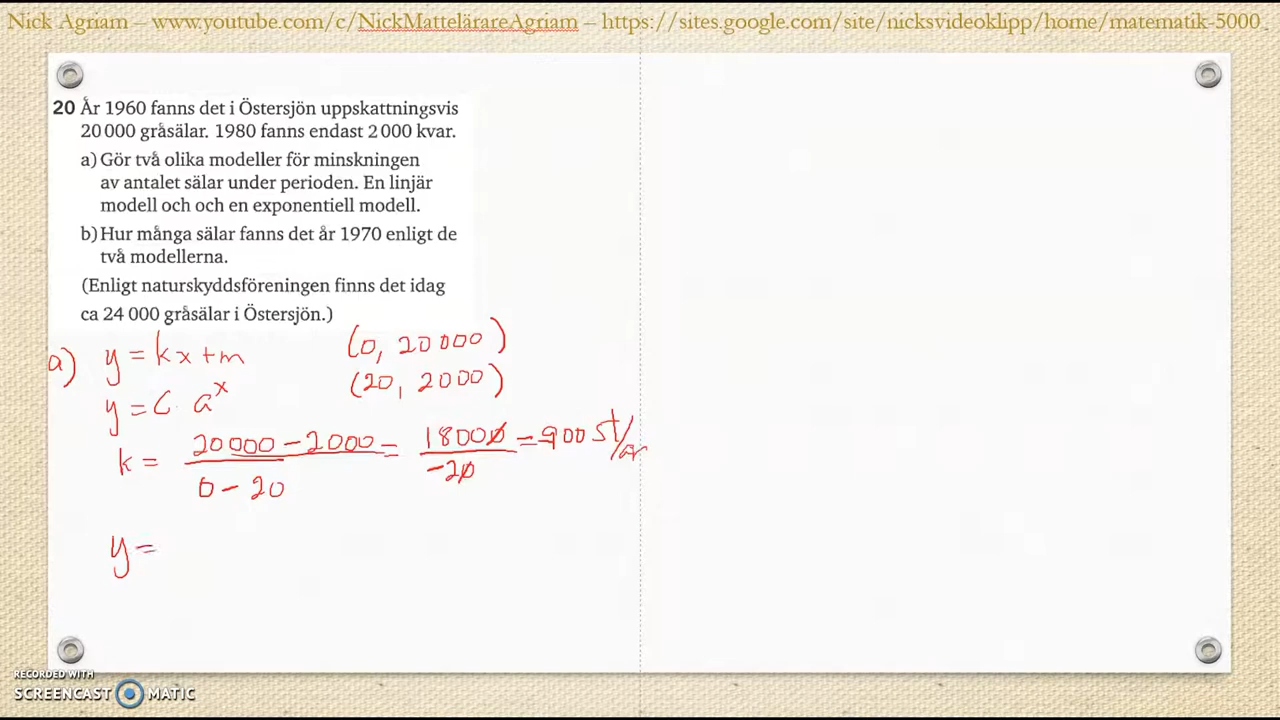 Nick Agriam – www.youtube.com/c/NickMattelärareAgriam – https://sites.google.com/site/nicksvideoklipp/home/matematik-5000
20 År 1960 fanns det i Östersjön uppskattningsvis
20 000 gråsälar. 1980 fanns endast 2 000 kvar.
a) Gör två olika modeller för minskningen
av antalet sälar under perioden. En linjär
modell och och en exponentiell modell.
b) Hur många sälar fanns det år 1970 enligt de
två modellerna.
(Enligt naturskyddsföreningen finns det idag
ca 24 000 gråsälar i Östersjön.)
a) y = kx+m (0, 20000)
y = C · a^x (20, 2000)
k = (20000 - 2000)/(0 - 20) = 18000/-20 = -900 st/år
y =
RECORDED WITH
SCREENCAST MATIC